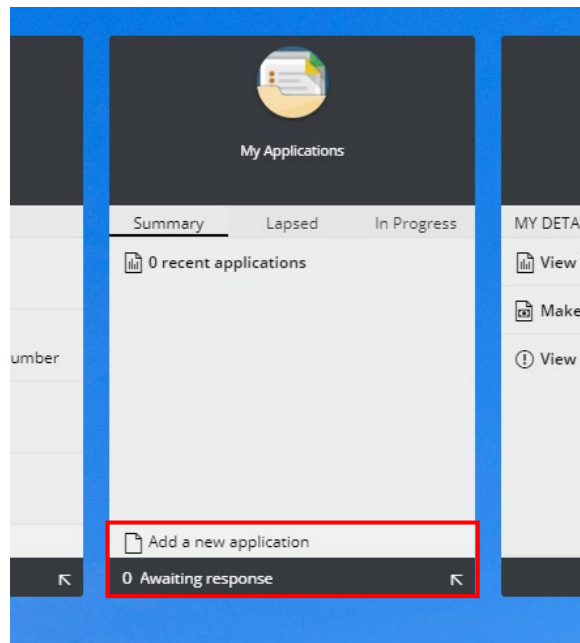 My Applications
Summary Lapsed In Progress
0 recent applications
Add a new application
0 Awaiting response
umber
MY DETA
View
Make
View